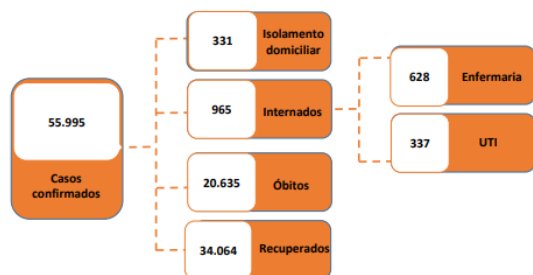 55.995
Casos
confirmados
331
Isolamento
domiciliar
965
Internados
20.635
Óbitos
34.064
Recuperados
628
Enfermaria
337
UTI